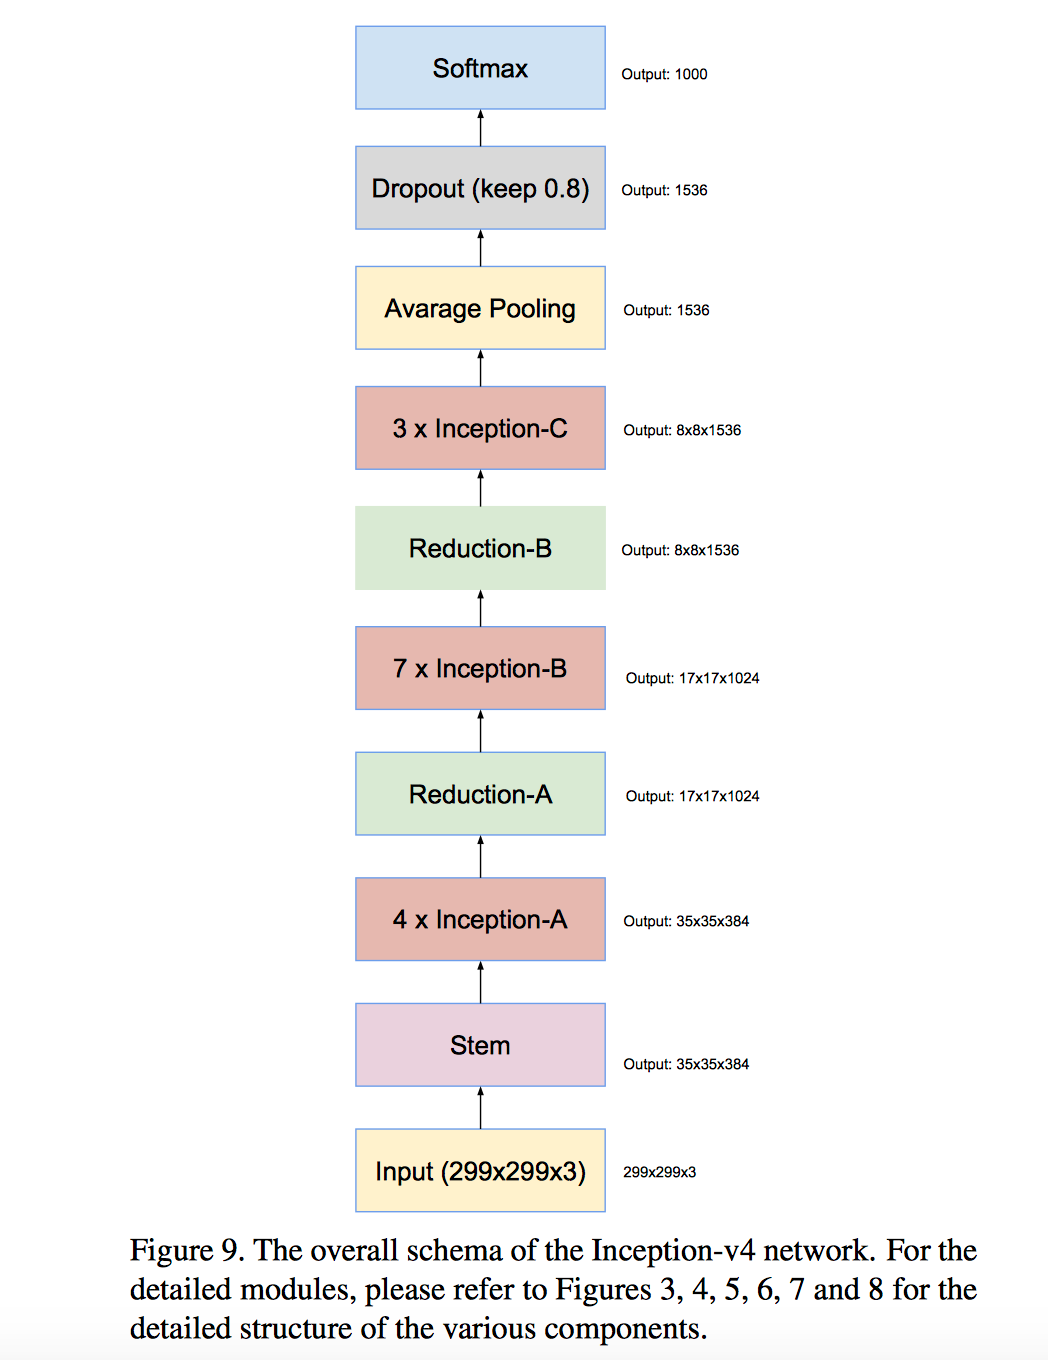 Softmax
Output: 1000
Dropout (keep 0.8)
Output: 1536
Avarage Pooling
Output: 1536
3 x Inception-C
Output: 8x8x1536
Reduction-B
Output: 8x8x1536
7 x Inception-B
Output: 17x17x1024
Reduction-A
Output: 17x17x1024
4 x Inception-A
Output: 35x35x384
Stem
Output: 35x35x384
Input (299x299x3)
299x299x3
Figure 9. The overall schema of the Inception-v4 network. For the
detailed modules, please refer to Figures 3, 4, 5, 6, 7 and 8 for the
detailed structure of the various components.